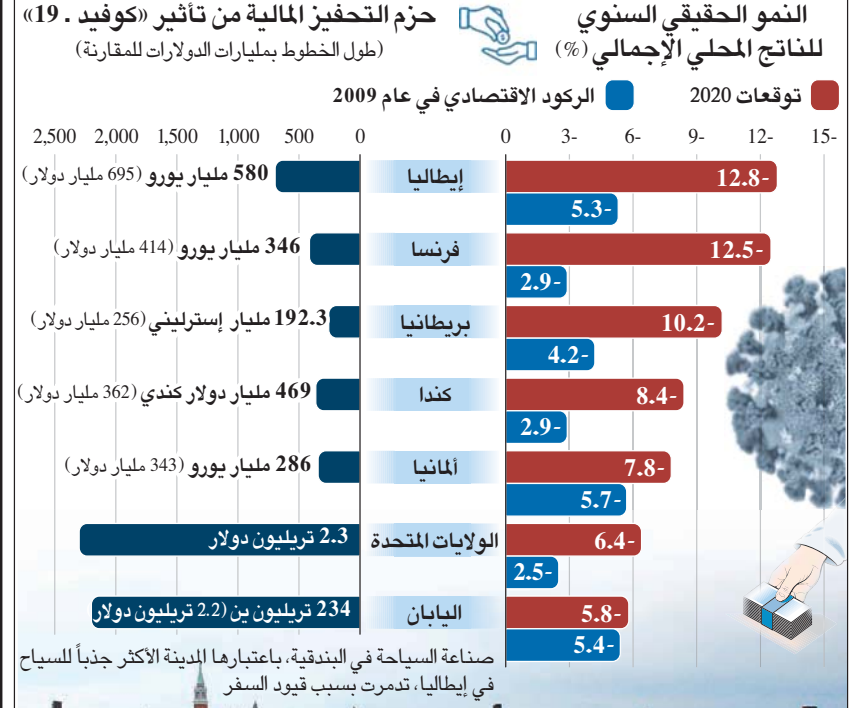 النمو الحقيقي السنوي
للناتج المحلي الإجمالي (%)
حزم التحفيز المالية من تأثير «كوفيد . 19»
(طول الخطوط بمليارات الدولارات للمقارنة)
توقعات 2020
الركود الاقتصادي في عام 2009
15- 12- 9- 6- 3- 0
0 500 1,000 1,500 2,000 2,500
12.8- إيطاليا 580 مليار يورو (695 مليار دولار)
5.3-
12.5- فرنسا 346 مليار يورو (414 مليار دولار)
2.9-
10.2- بريطانيا 192.3 مليار إسترليني (256 مليار دولار)
4.2-
8.4- كندا 469 مليار دولار كندي (362 مليار دولار)
2.9-
7.8- ألمانيا 286 مليار يورو (343 مليار دولار)
5.7-
6.4- الولايات المتحدة 2.3 تريليون دولار
2.5-
5.8- اليابان 234 تريليون ين (2.2 تريليون دولار
5.4-
صناعة السياحة في البندقية، باعتبارها المدينة الأكثر جذباً للسياح
في إيطاليا، تدمرت بسبب قيود السفر